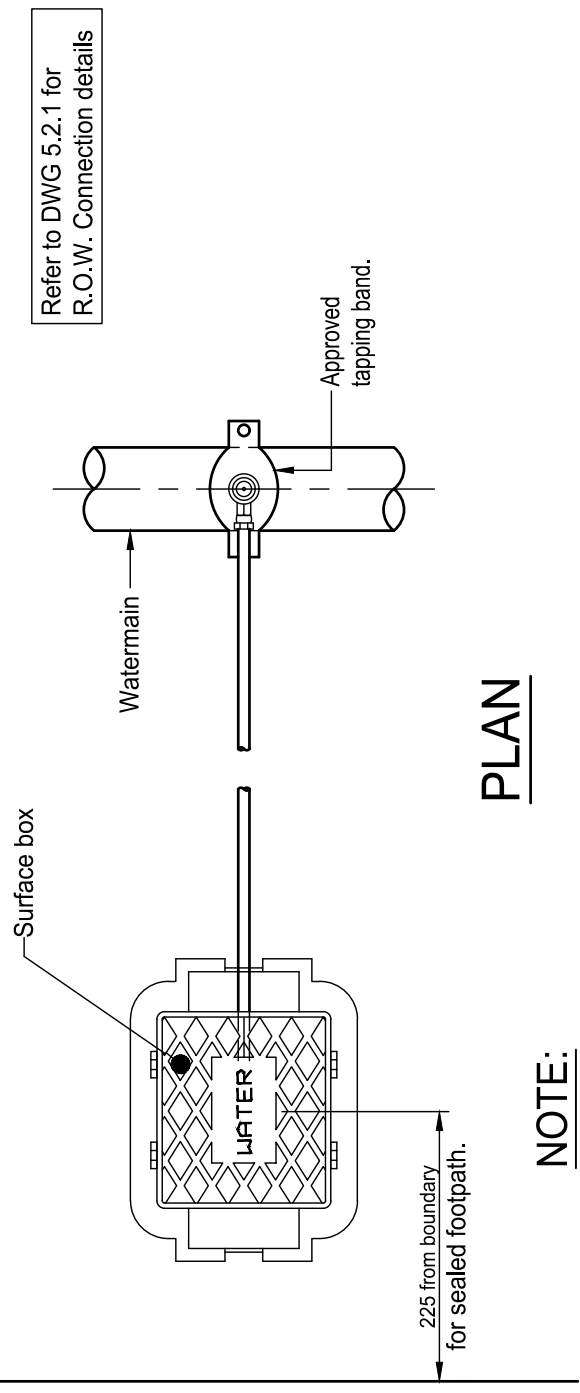 Refer to DWG 5.2.1 for
R.O.W. Connection details
Surface box
Watermain
Approved
tapping band.
WATER
225 from boundary
for sealed footpath.
PLAN
NOTE: